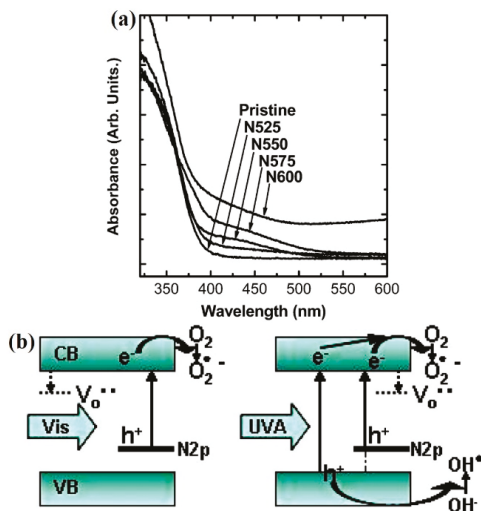 (a)
Absorbance (Arb. Units.)
Pristine
N525
N550
N575
N600
350 400 450 500 550 600
Wavelength (nm)
(b)
CB
e-
O2
O2•-
Vo••
Vis
h+
N2p
VB
e-
e-
O2
O2•-
Vo••
UVA
h+
N2p
h+
OH•
OH-